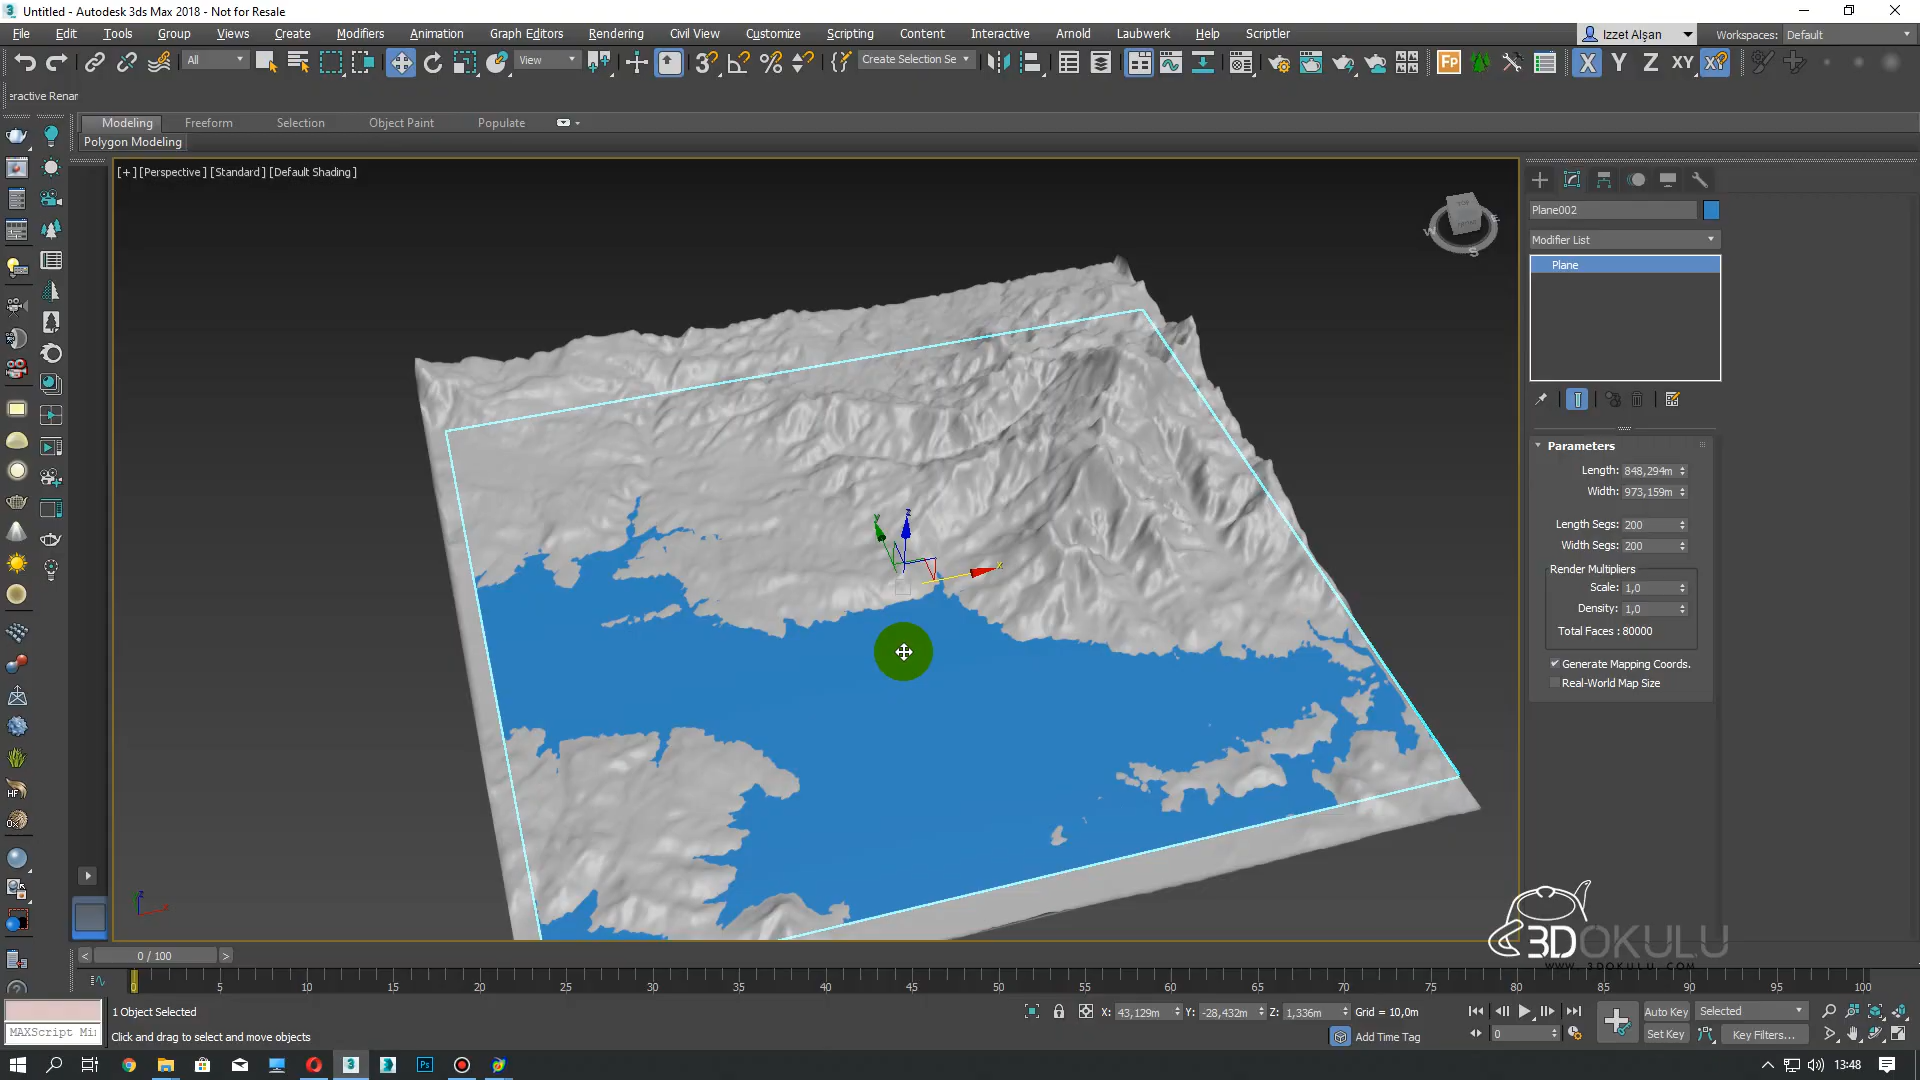 Untitled - Autodesk 3ds Max 2018 - Not for Resale
File Edit Tools Group Views Create Modifiers Animation Graph Editors Rendering Civil View Customize Scripting Content Interactive Arnold Laubwerk Help Scriptler Izzet Alşan Workspaces: Default
All View Create Selection Se Fp X Y Z XY
eractive Renar
Modeling Freeform Selection Object Paint Populate
Polygon Modeling
[+] [Perspective] [Standard] [Default Shading]
Plane002
Modifier List
Plane
Parameters
Length: 848,294m
Width: 973,159m
Length Segs: 200
Width Segs: 200
Render Multipliers
Scale: 1,0
Density: 1,0
Total Faces : 80000
Generate Mapping Coords.
Real-World Map Size
3DOKULU
www.3DOKULU.COM
0 / 100
5 10 15 20 25 30 35 40 45 50 55 60 65 70 75 80 85 90 95 100
1 Object Selected X: 43,129m Y: -28,432m Z: 1,336m Grid = 10,0m Auto Key Selected
MAXScript Mi Click and drag to select and move objects Add Time Tag 0 Set Key Key Filters...
13:48